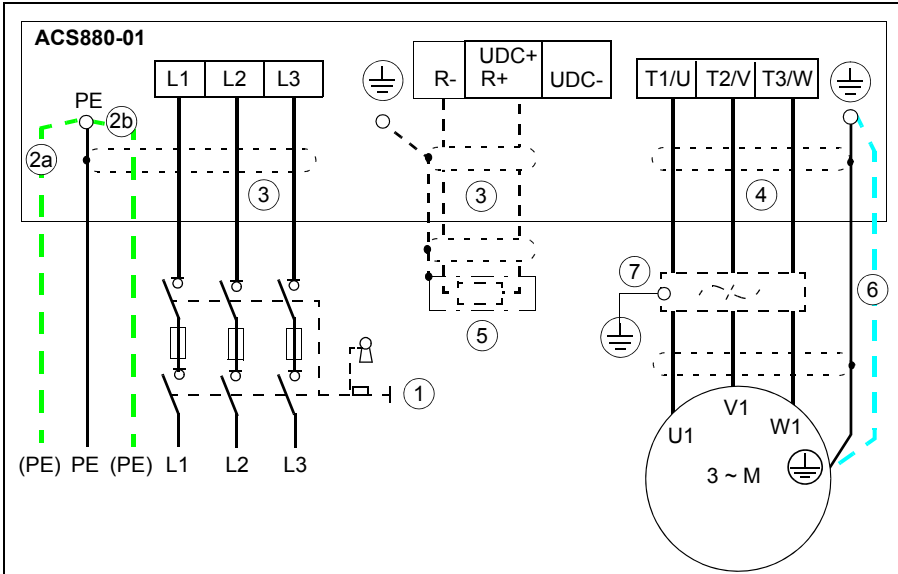 ACS880-01
L1 L2 L3
R- UDC+ R+ UDC-
T1/U T2/V T3/W
PE
2a
2b
3
3
4
5
6
7
1
(PE) PE (PE) L1 L2 L3
U1 V1 W1
3 ~ M